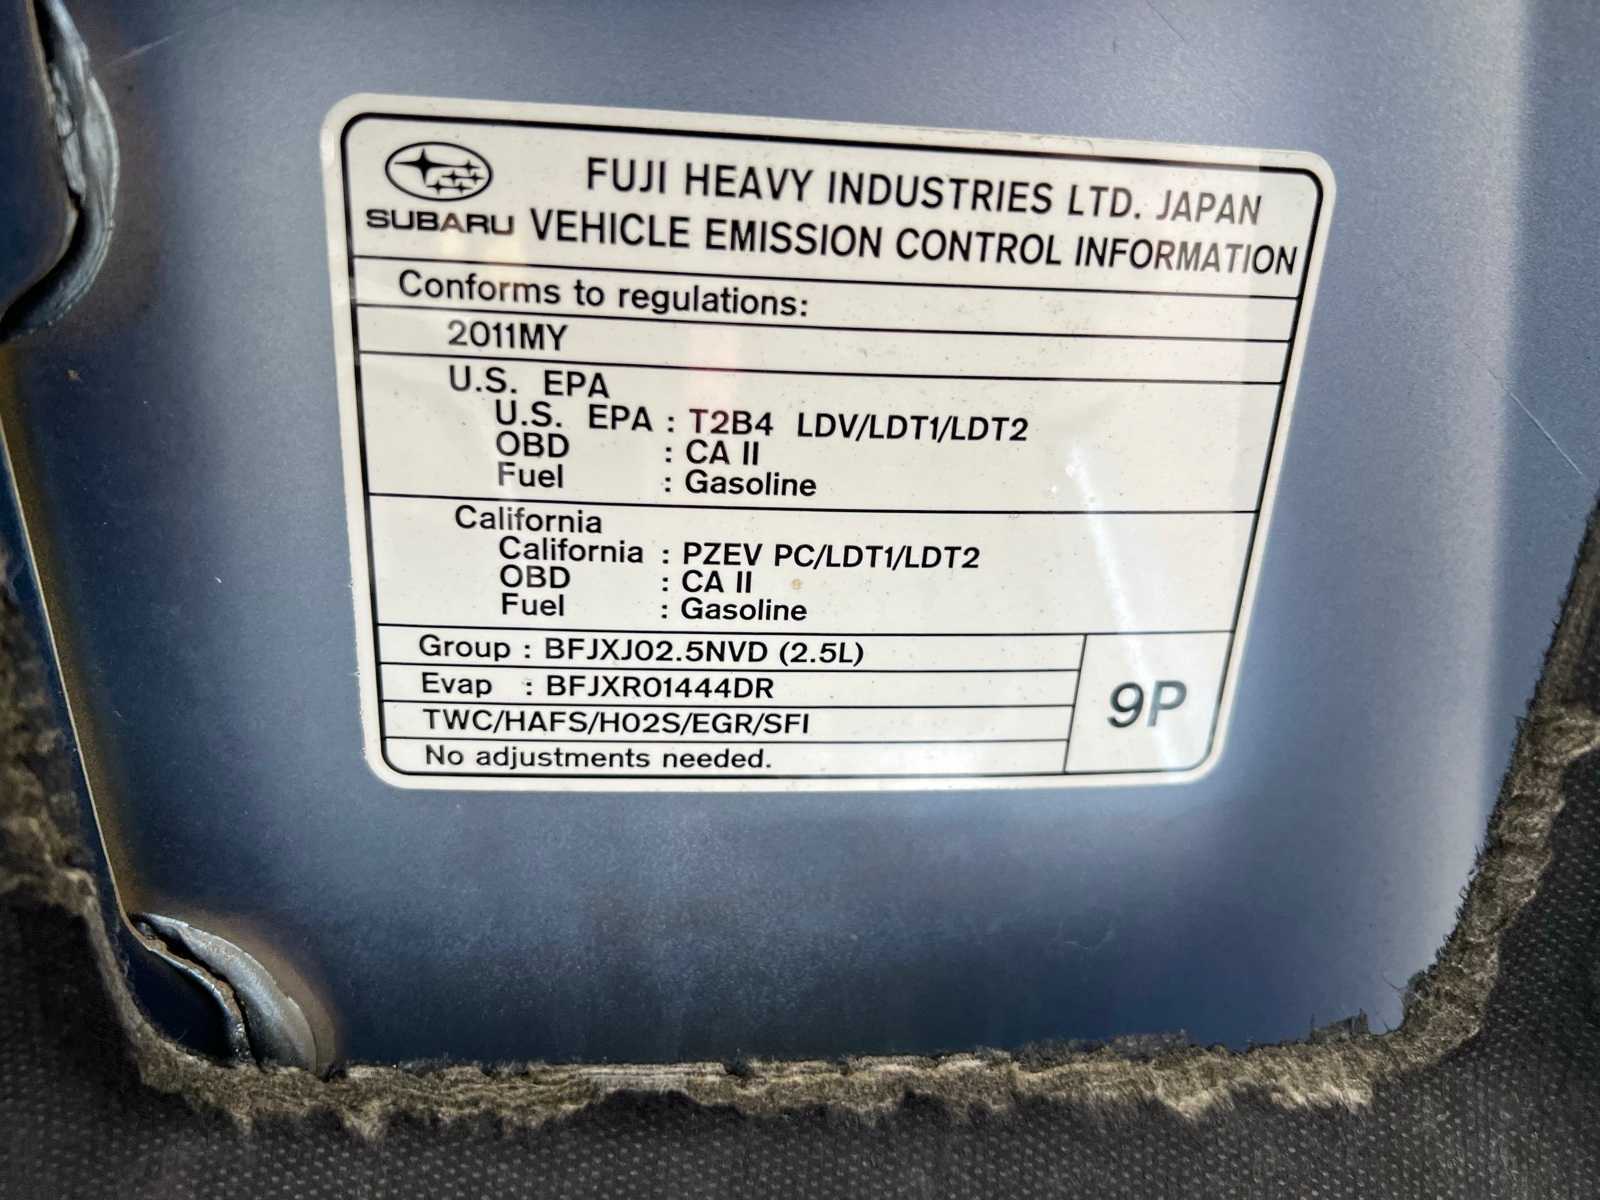 FUJI HEAVY INDUSTRIES LTD. JAPAN
SUBARU VEHICLE EMISSION CONTROL INFORMATION
Conforms to regulations:
2011MY
U.S. EPA
U.S. EPA : T2B4 LDV/LDT1/LDT2
OBD : CA II
Fuel : Gasoline
California
California : PZEV PC/LDT1/LDT2
OBD : CA II
Fuel : Gasoline
Group : BFJXJ02.5NVD (2.5L)
Evap : BFJXR01444DR
TWC/HAFS/HO2S/EGR/SFI
No adjustments needed.
9P